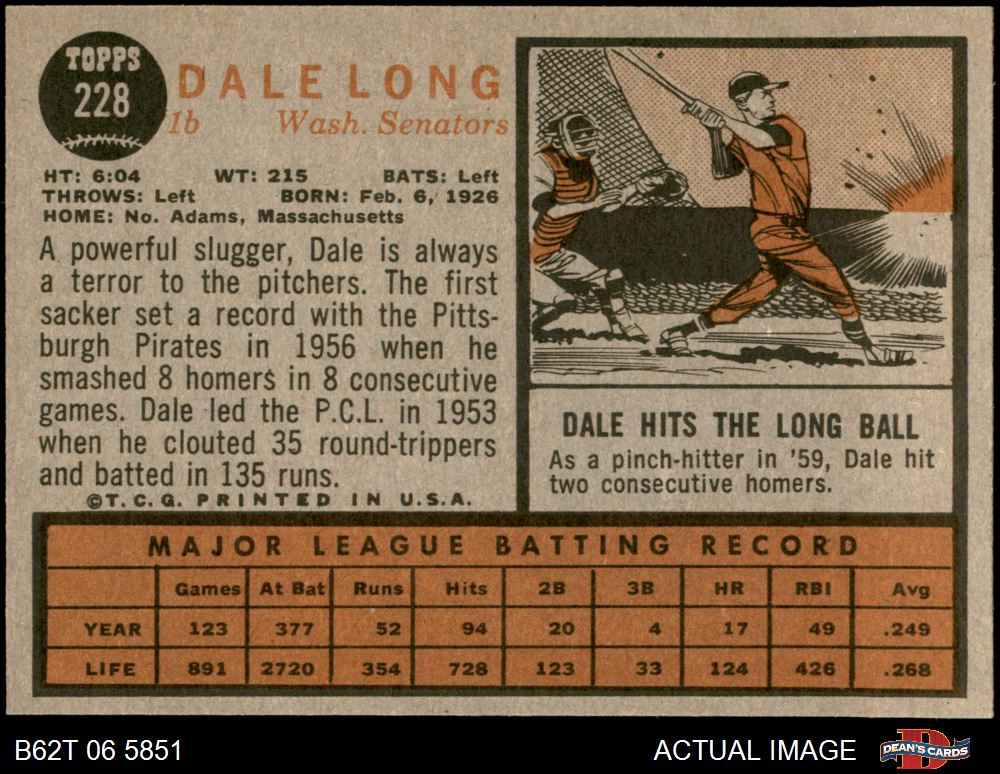 TOPPS
228
DALE LONG
1b Wash. Senators
HT: 6:04 WT: 215 BATS: Left
THROWS: Left BORN: Feb. 6, 1926
HOME: No. Adams, Massachusetts
A powerful slugger, Dale is always
a terror to the pitchers. The first
sacker set a record with the Pitts-
burgh Pirates in 1956 when he
smashed 8 homers in 8 consecutive
games. Dale led the P.C.L. in 1953
when he clouted 35 round-trippers
and batted in 135 runs.
©T.C.G. PRINTED IN U.S.A.
DALE HITS THE LONG BALL
As a pinch-hitter in '59, Dale hit
two consecutive homers.
MAJOR LEAGUE BATTING RECORD
Games At Bat Runs Hits 2B 3B HR RBI Avg
YEAR 123 377 52 94 20 4 17 49 .249
LIFE 891 2720 354 728 123 33 124 426 .268
B62T 06 5851 ACTUAL IMAGE DEAN'S CARDS